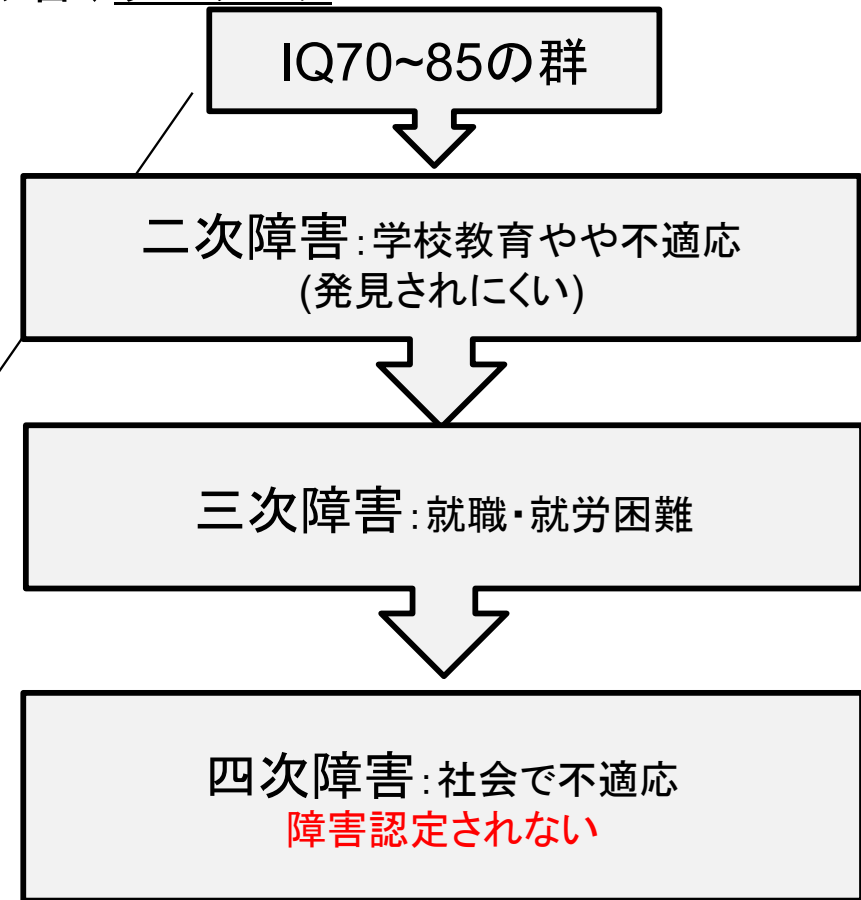 IQ70~85の群
二次障害:学校教育やや不適応
(発見されにくい)
三次障害:就職・就労困難
四次障害:社会で不適応
障害認定されない